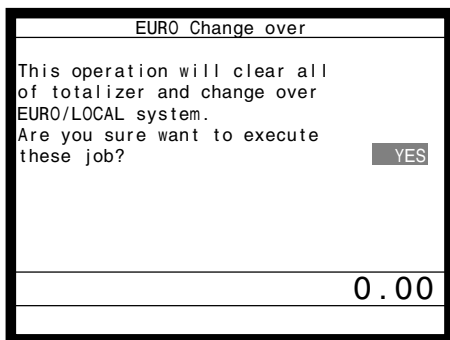 EURO Change over
This operation will clear all
of totalizer and change over
EURO/LOCAL system.
Are you sure want to execute
these job?
YES
0.00